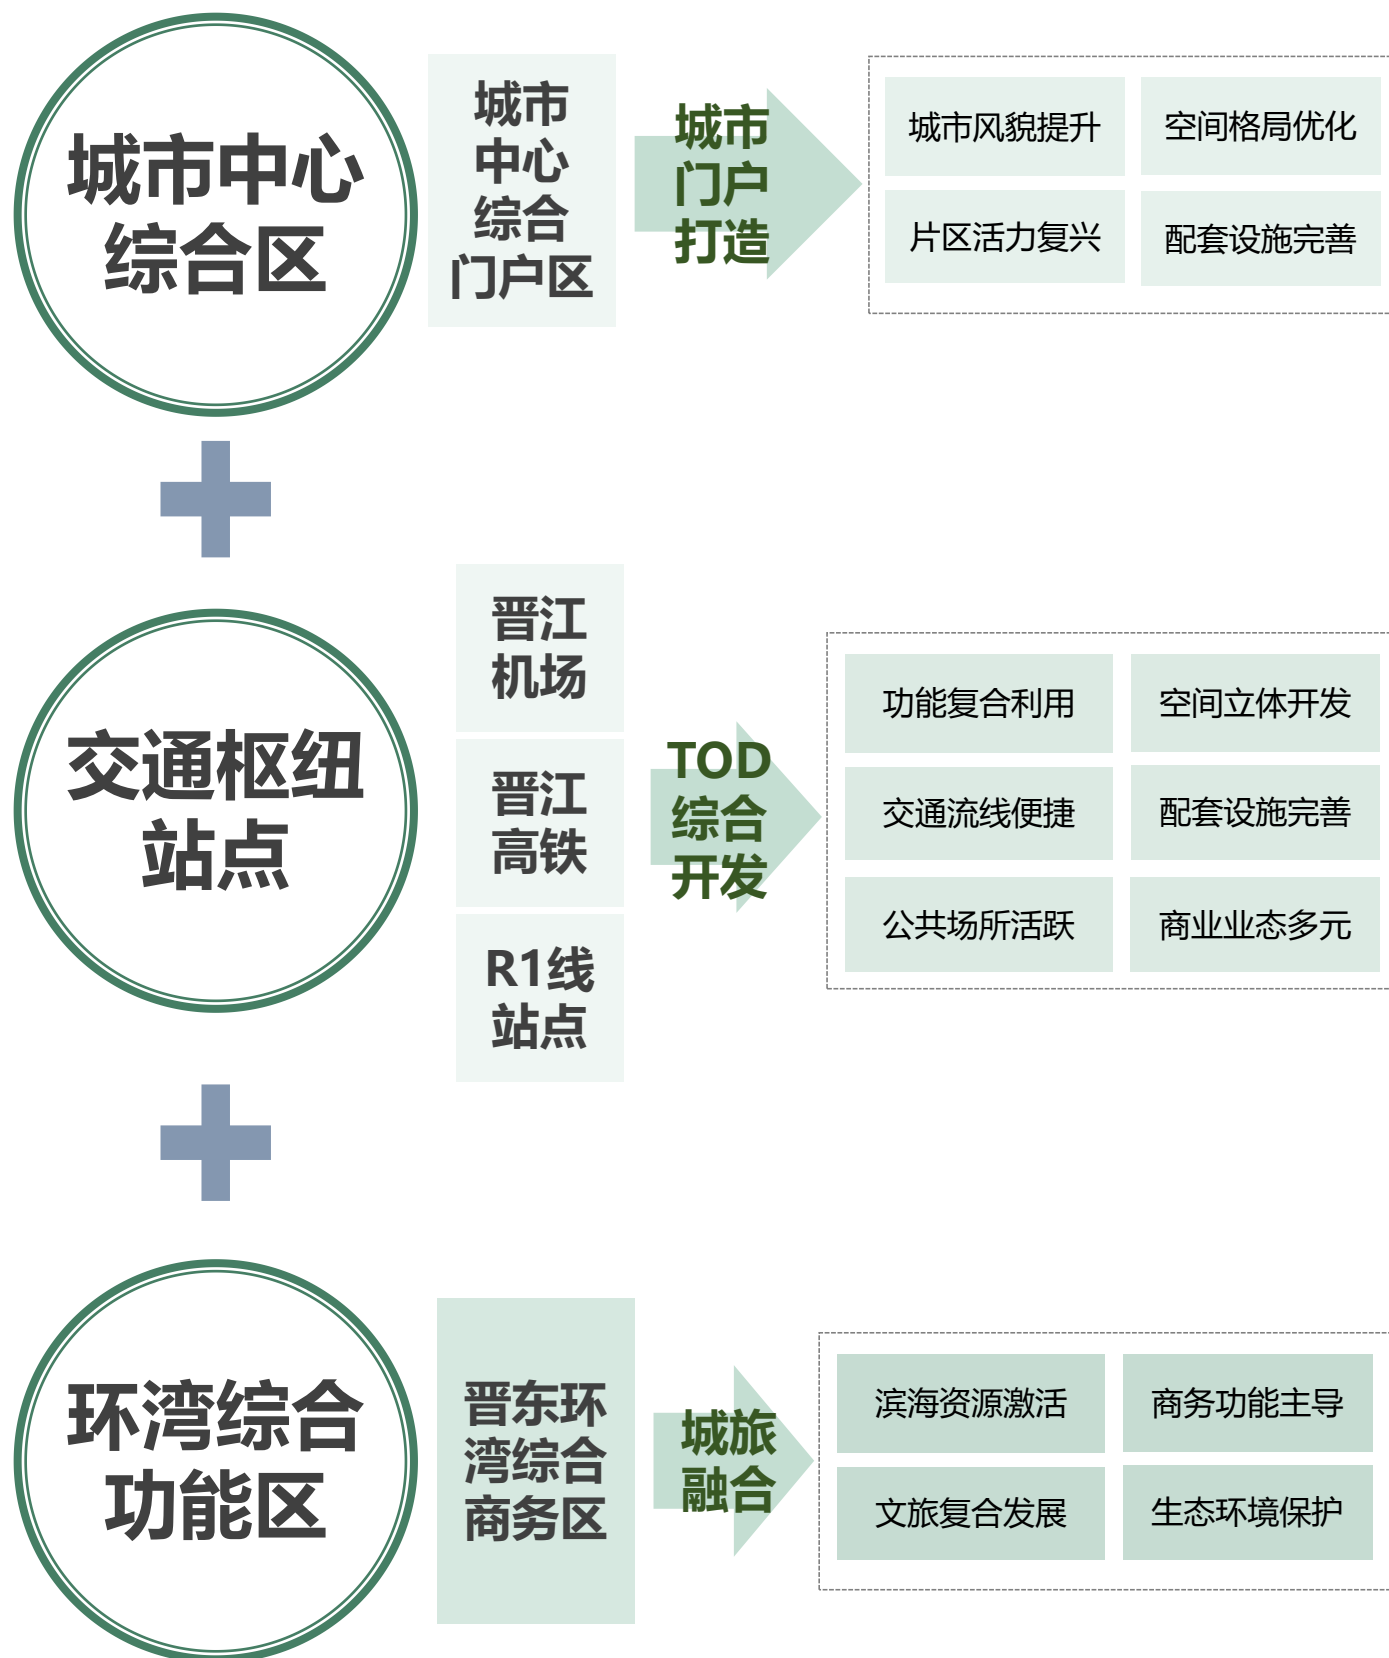 城市中心
综合区
城市
中心
综合
门户区
城市
门户
打造
城市风貌提升
空间格局优化
片区活力复兴
配套设施完善
交通枢纽
站点
晋江
机场
晋江
高铁
R1线
站点
TOD
综合
开发
功能复合利用
空间立体开发
交通流线便捷
配套设施完善
公共场所活跃
商业业态多元
环湾综合
功能区
晋东环
湾综合
商务区
城旅
融合
滨海资源激活
商务功能主导
文旅复合发展
生态环境保护